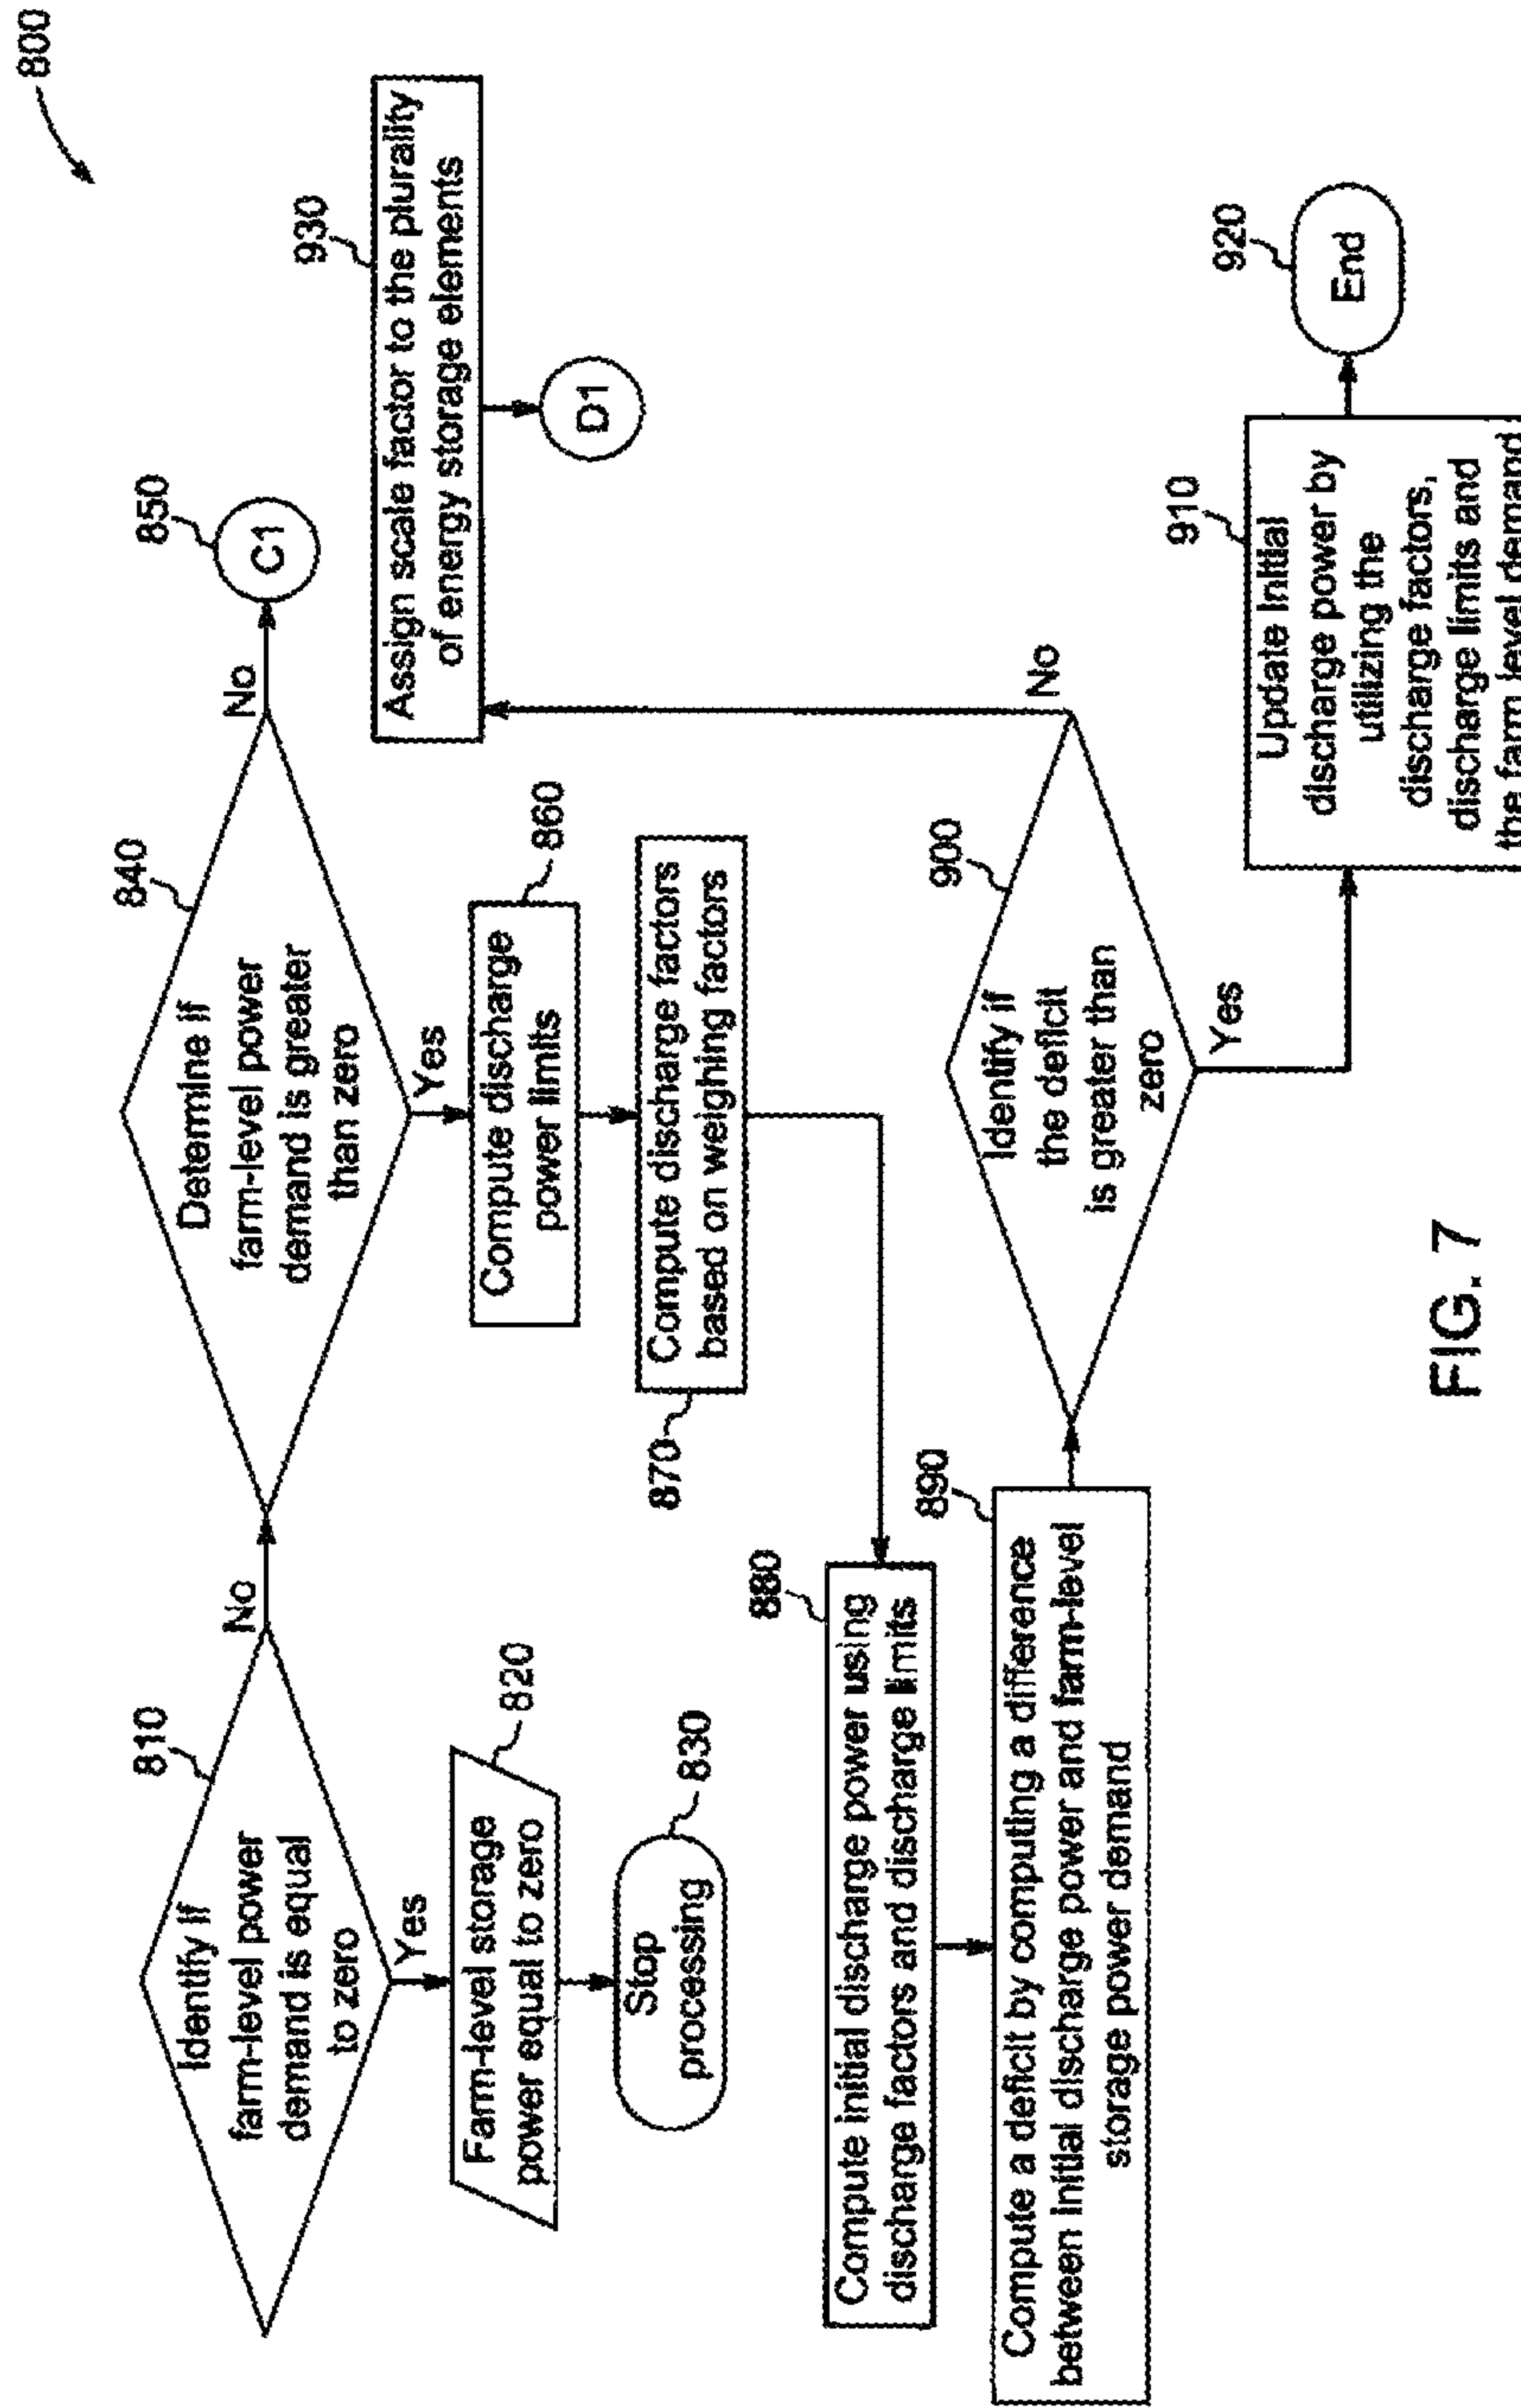 800
810
Identify if
farm-level power
demand is equal
to zero
No
Yes
820
Farm-level storage
power equal to zero
830
Stop
processing
840
Determine if
farm-level power
demand is greater
than zero
No
850
C1
Yes
860
Compute discharge
power limits
870
Compute discharge factors
based on weighing factors
880
Compute initial discharge power using
discharge factors and discharge limits
890
Compute a deficit by computing a difference
between initial discharge power and farm-level
storage power demand
900
Identify if
the deficit
is greater than
zero
No
930
Assign scale factor to the plurality
of energy storage elements
D1
Yes
910
Update Initial
discharge power by
utilizing the
discharge factors,
discharge limits and
the farm level demand
920
End
FIG. 7